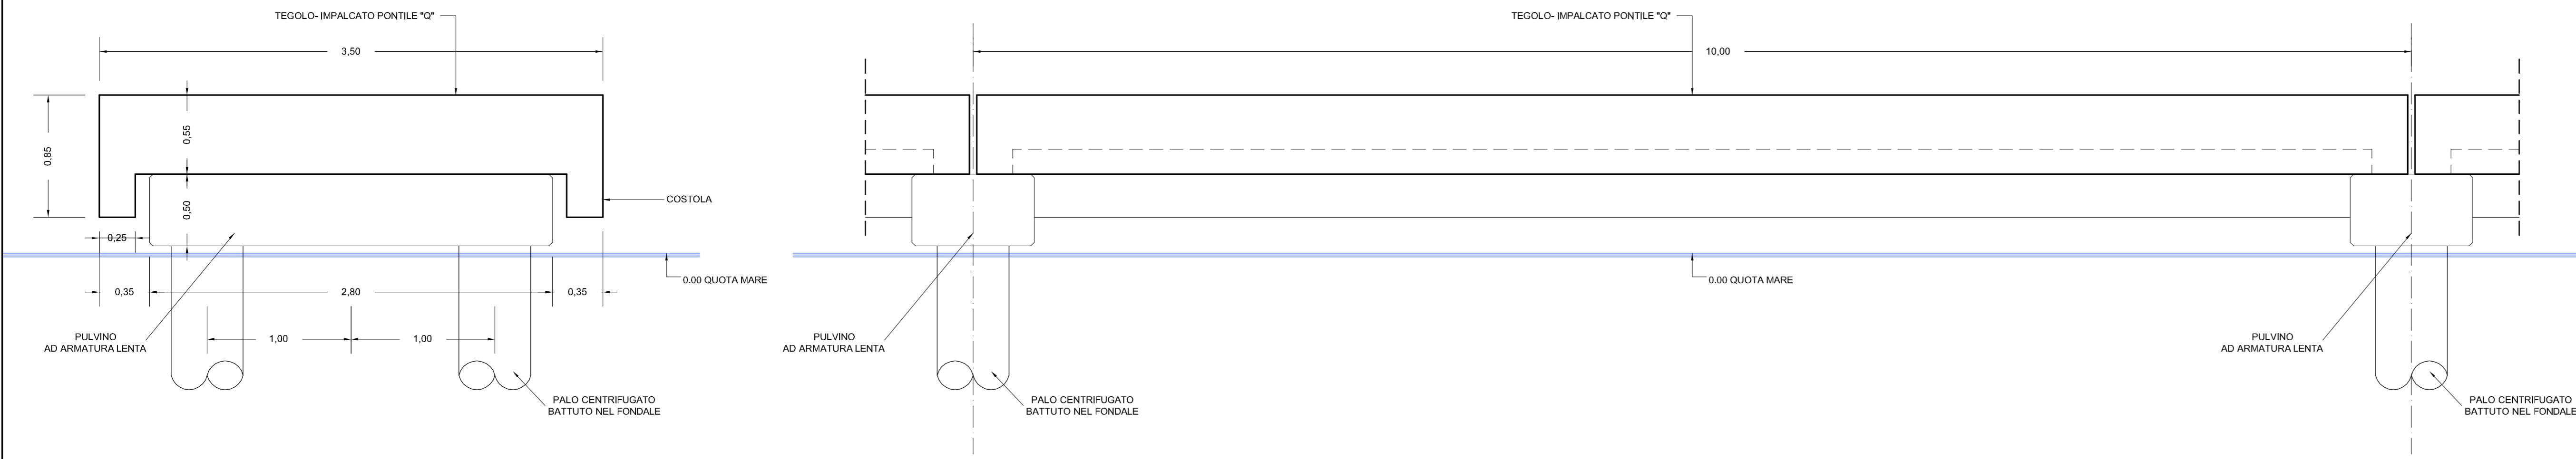 TEGOLO- IMPALCATO PONTILE "Q"
3,50
0,85
0,55
0,50
COSTOLA
0,25
0.00 QUOTA MARE
0,35
2,80
0,35
PULVINO
AD ARMATURA LENTA
1,00
1,00
PALO CENTRIFUGATO
BATTUTO NEL FONDALE
TEGOLO- IMPALCATO PONTILE "Q"
10,00
0.00 QUOTA MARE
PULVINO
AD ARMATURA LENTA
PULVINO
AD ARMATURA LENTA
PALO CENTRIFUGATO
BATTUTO NEL FONDALE
PALO CENTRIFUGATO
BATTUTO NEL FONDALE